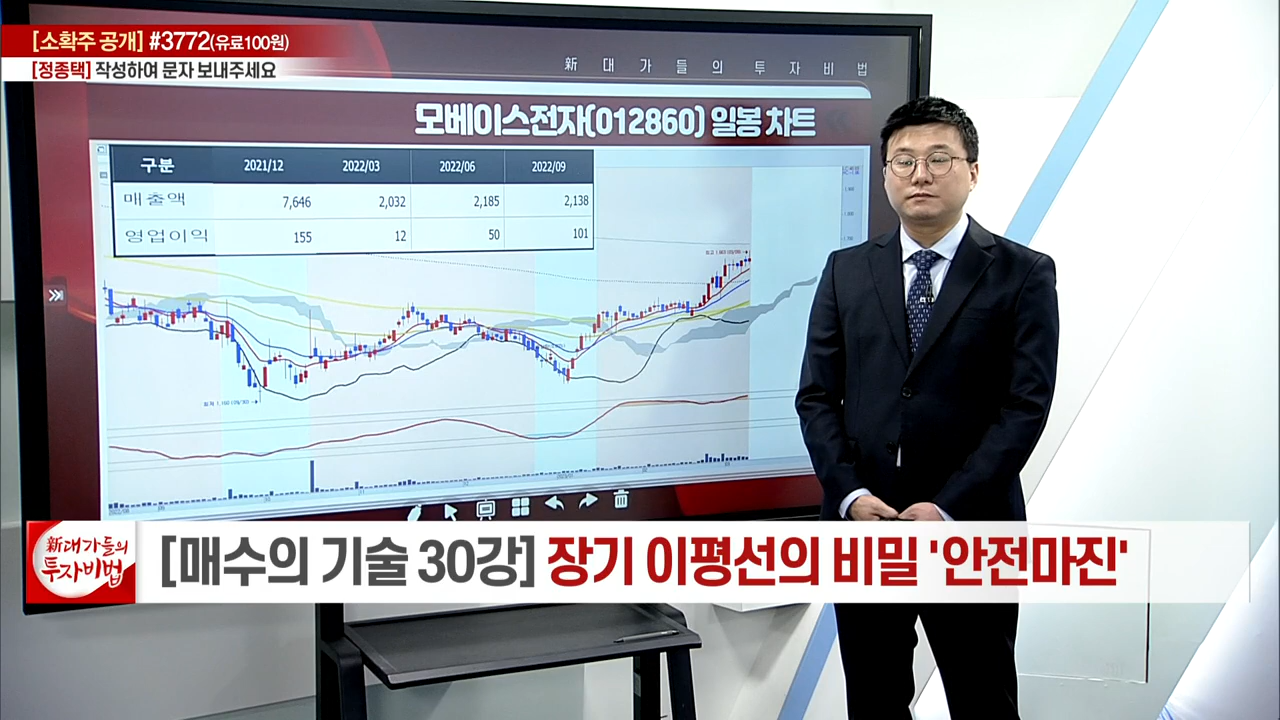 [소확주 공개] #3772(유료100원)
[정종택] 작성하여 문자 보내주세요
新 대 가 들 의 투 자 비 법
모베이스전자(012860) 일봉 차트
구분 2021/12 2022/03 2022/06 2022/09
매출액 7,646 2,032 2,185 2,138
영업이익 155 12 50 101
新대가들의
투자비법
[매수의 기술 30강] 장기 이평선의 비밀 '안전마진'